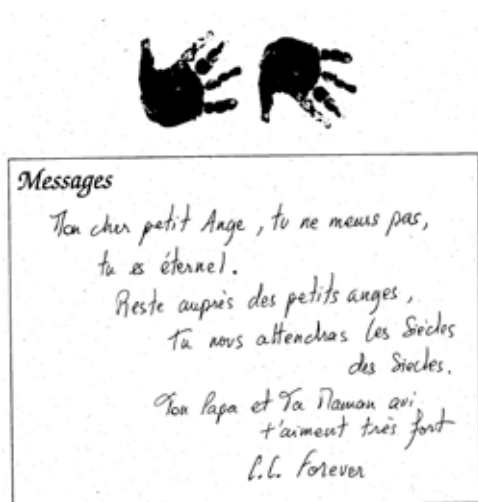 Messages
Mon cher petit Ange, tu ne meurs pas,
tu es éternel.
Reste auprès des petits anges,
Tu nous attendras les Siècles
des Siècles.
Ton Papa et Ta Maman qui
t'aiment très fort
C.C. Forever